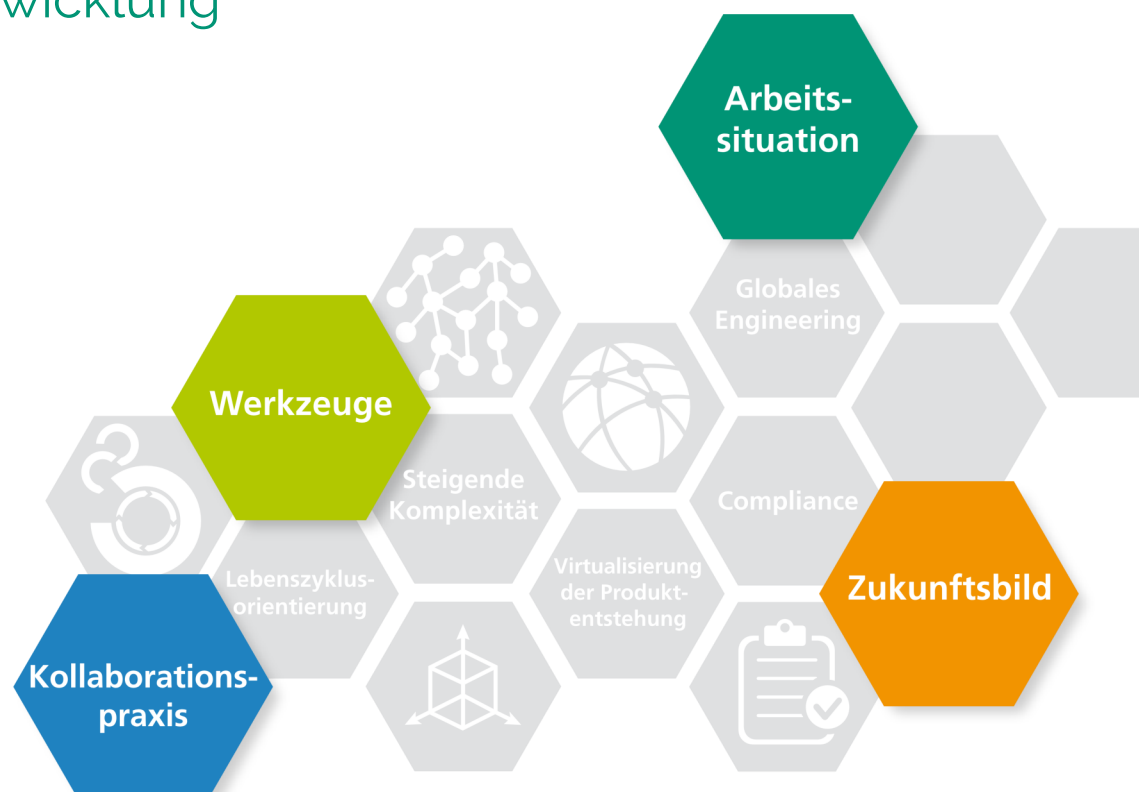 wicklung
Arbeits-
situation
Globales
Engineering
Werkzeuge
Steigende
Komplexität
Compliance
Lebenszyklus-
orientierung
Virtualisierung
der Produkt-
entstehung
Zukunftsbild
Kollaborations-
praxis